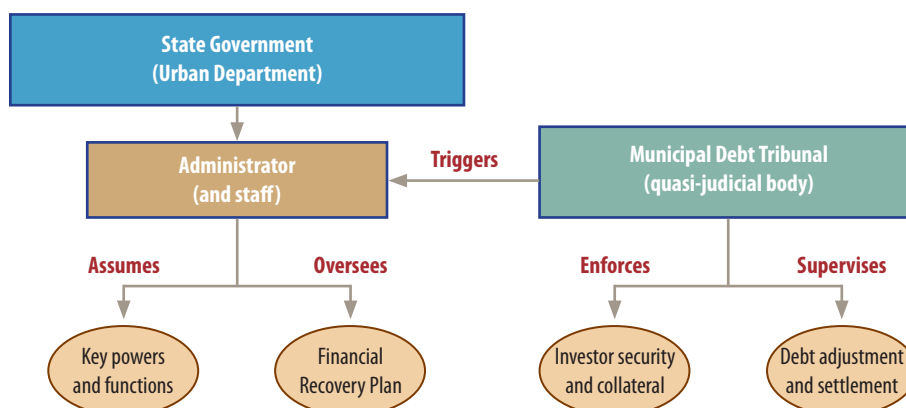 State Government
(Urban Department)
Administrator
(and staff)
Triggers
Municipal Debt Tribunal
(quasi-judicial body)
Assumes
Oversees
Enforces
Supervises
Key powers
and functions
Financial
Recovery Plan
Investor security
and collateral
Debt adjustment
and settlement